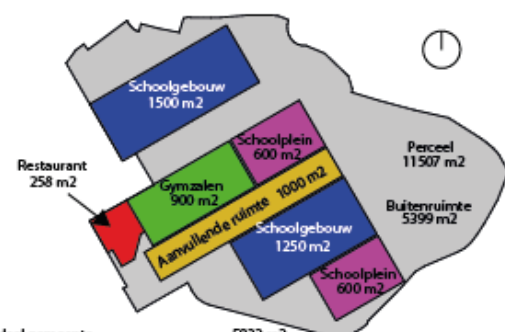 Schoolgebouw
1500 m2
Schoolplein
600 m2
Perceel
11507 m2
Restaurant
258 m2
Gymzalen
900 m2
Aanvullende ruimte 1000 m2
Buitenruimte
5399 m2
Schoolgebouw
1250 m2
Schoolplein
600 m2